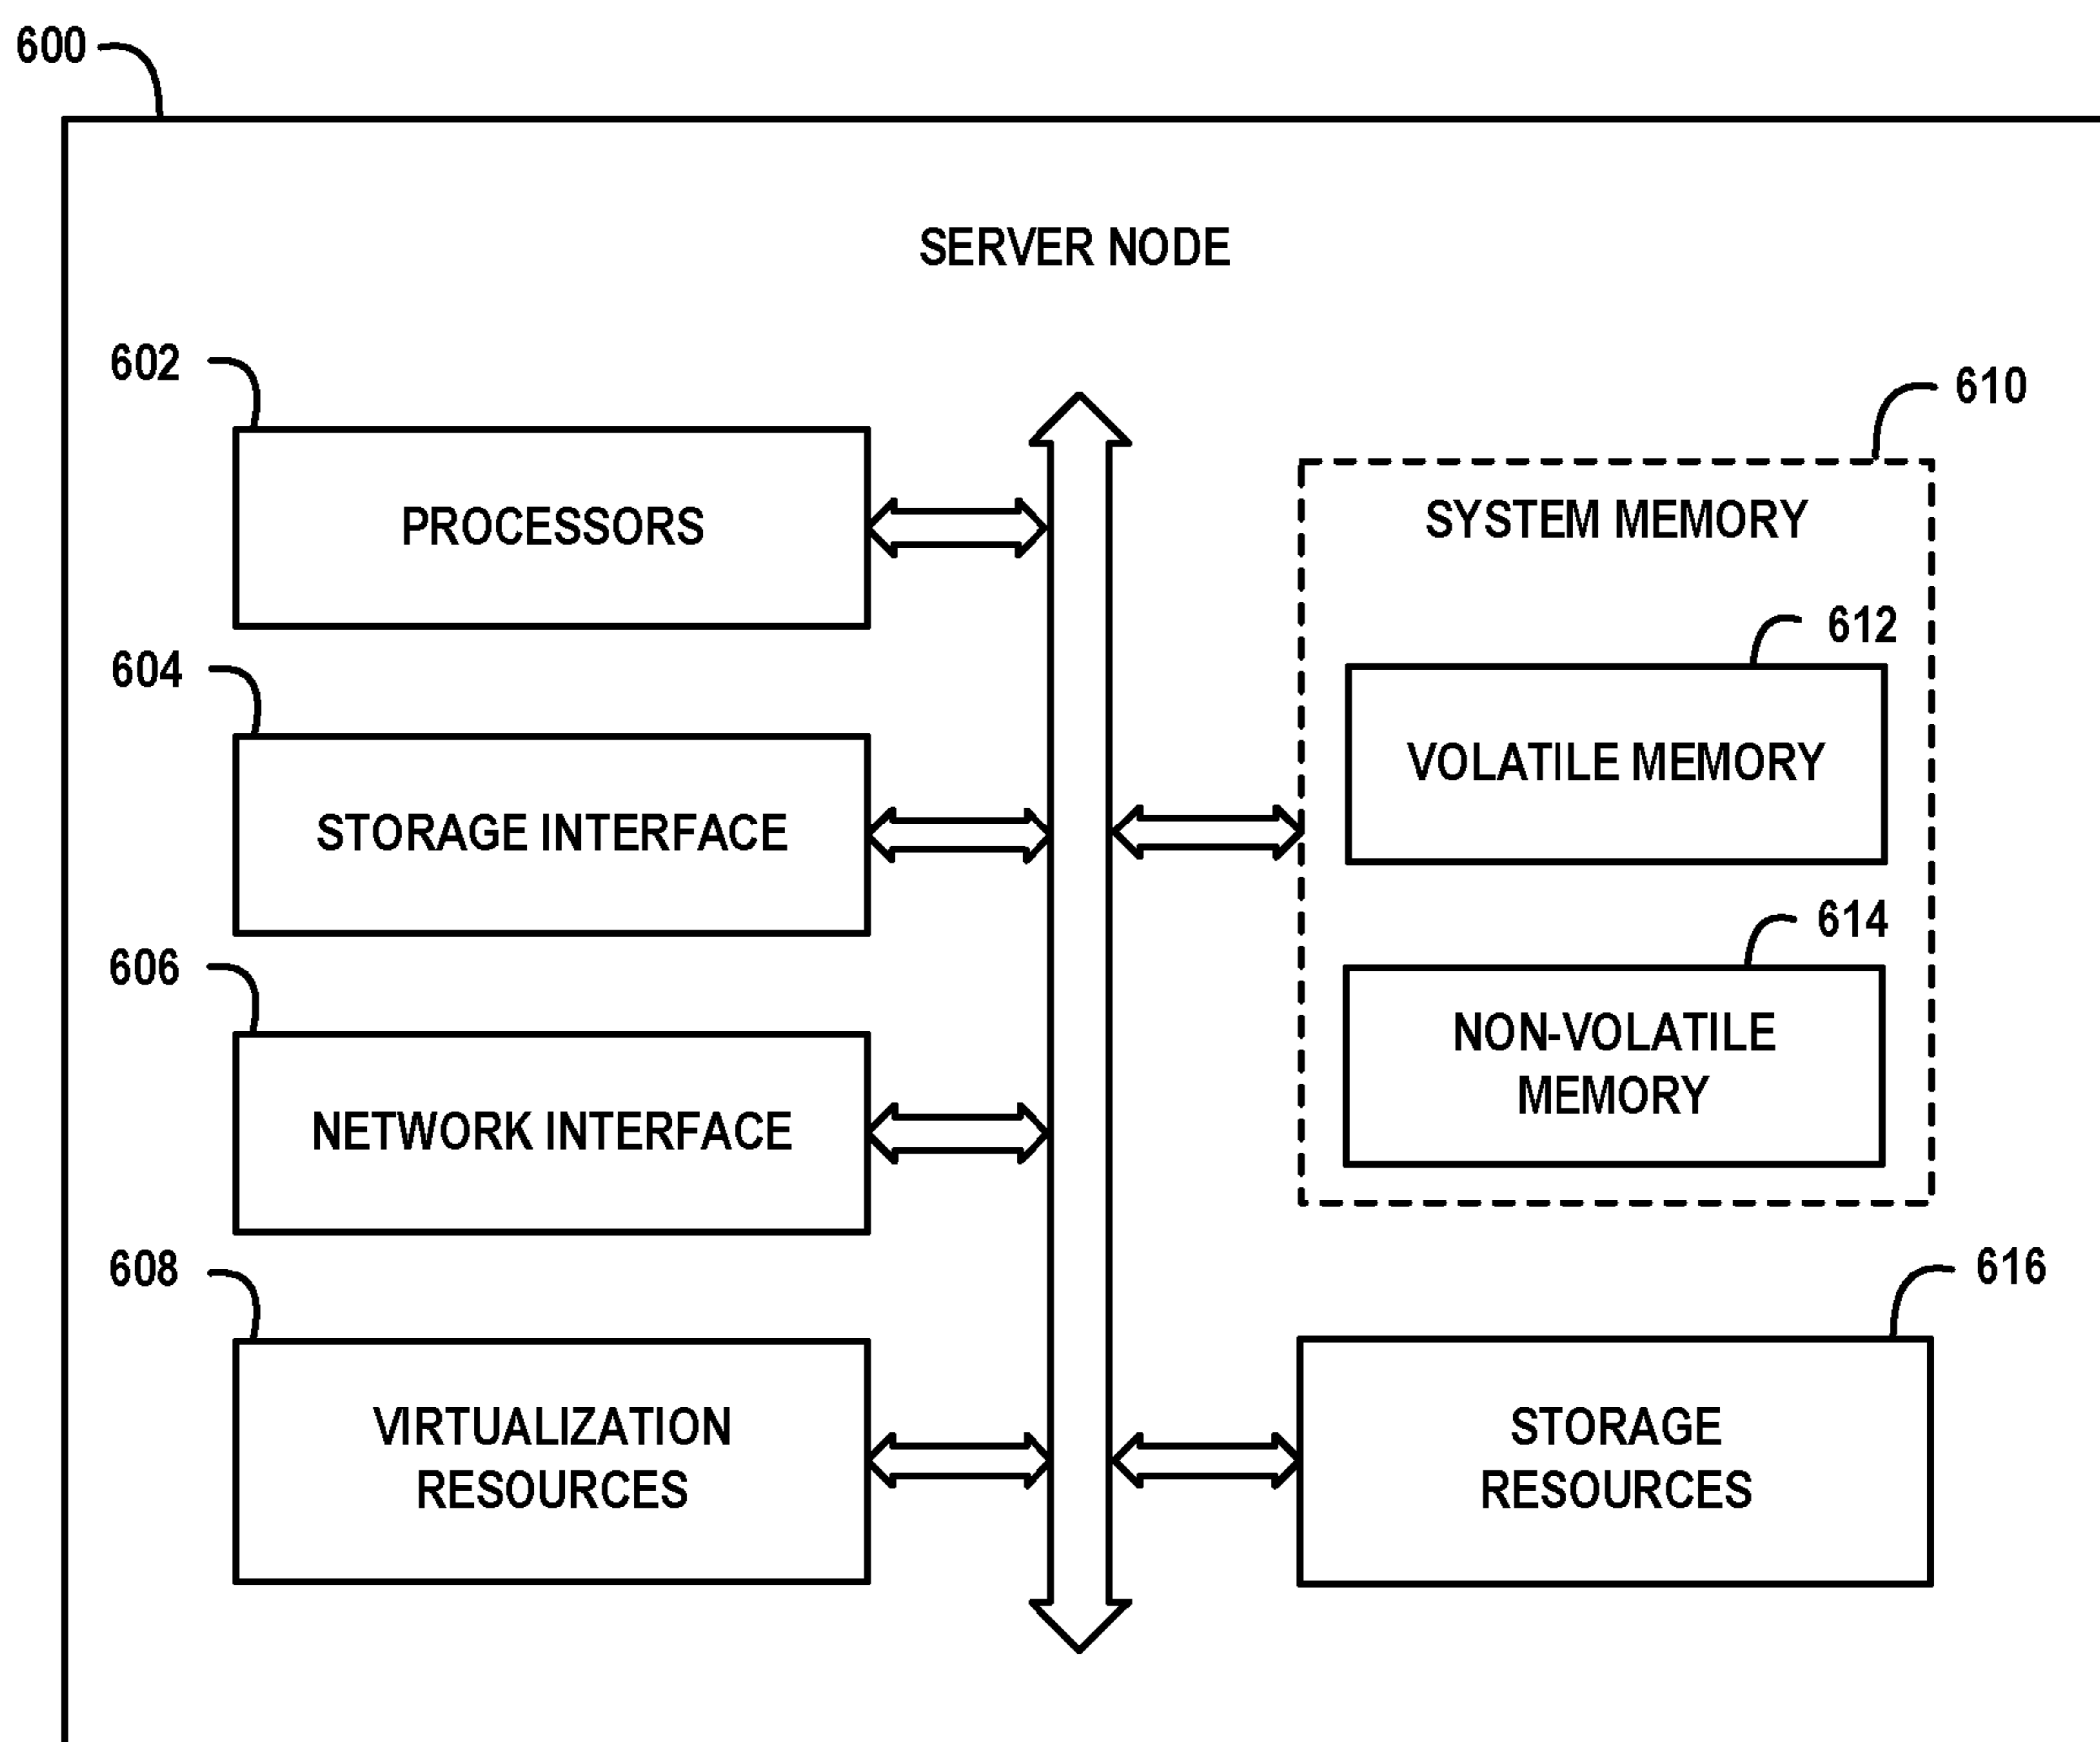 600
SERVER NODE
602
PROCESSORS
604
STORAGE INTERFACE
606
NETWORK INTERFACE
608
VIRTUALIZATION
RESOURCES
610
SYSTEM MEMORY
612
VOLATILE MEMORY
614
NON-VOLATILE
MEMORY
616
STORAGE
RESOURCES